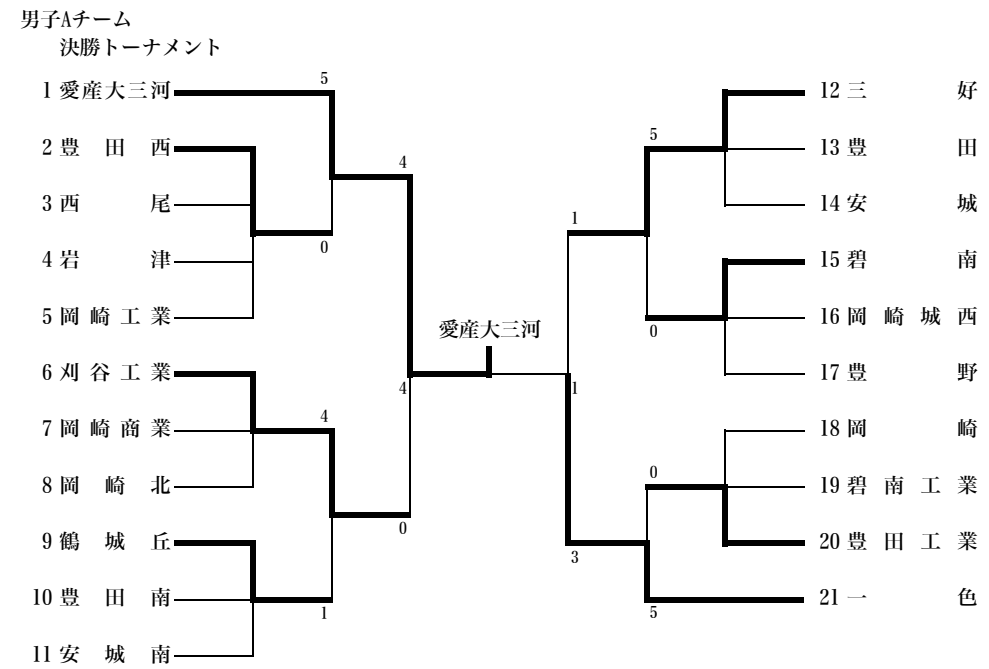 男子Aチーム
決勝トーナメント
1 愛産大三河
2 豊田西
3 西尾
4 岩津
5 岡崎工業
6 刈谷工業
7 岡崎商業
8 岡崎北
9 鶴城丘
10 豊田南
11 安城南
5
0
4
1
4
0
4
愛産大三河
1
1
3
5
0
0
5
12 三好
13 豊田
14 安城
15 碧南
16 岡崎城西
17 豊野
18 岡崎
19 碧南工業
20 豊田工業
21 一色